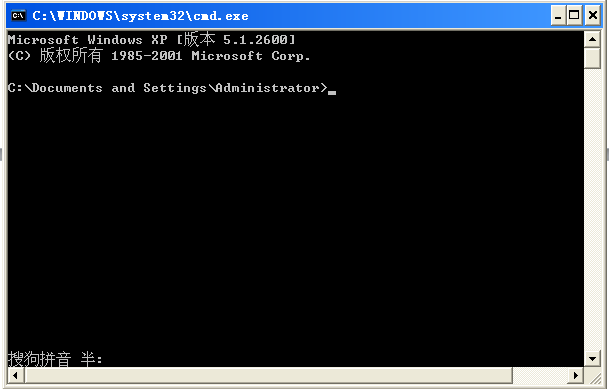 C:\WINDOWS\system32\cmd.exe
Microsoft Windows XP [版本 5.1.2600]
(C) 版权所有 1985-2001 Microsoft Corp.
C:\Documents and Settings\Administrator>_
搜狗拼音 半: